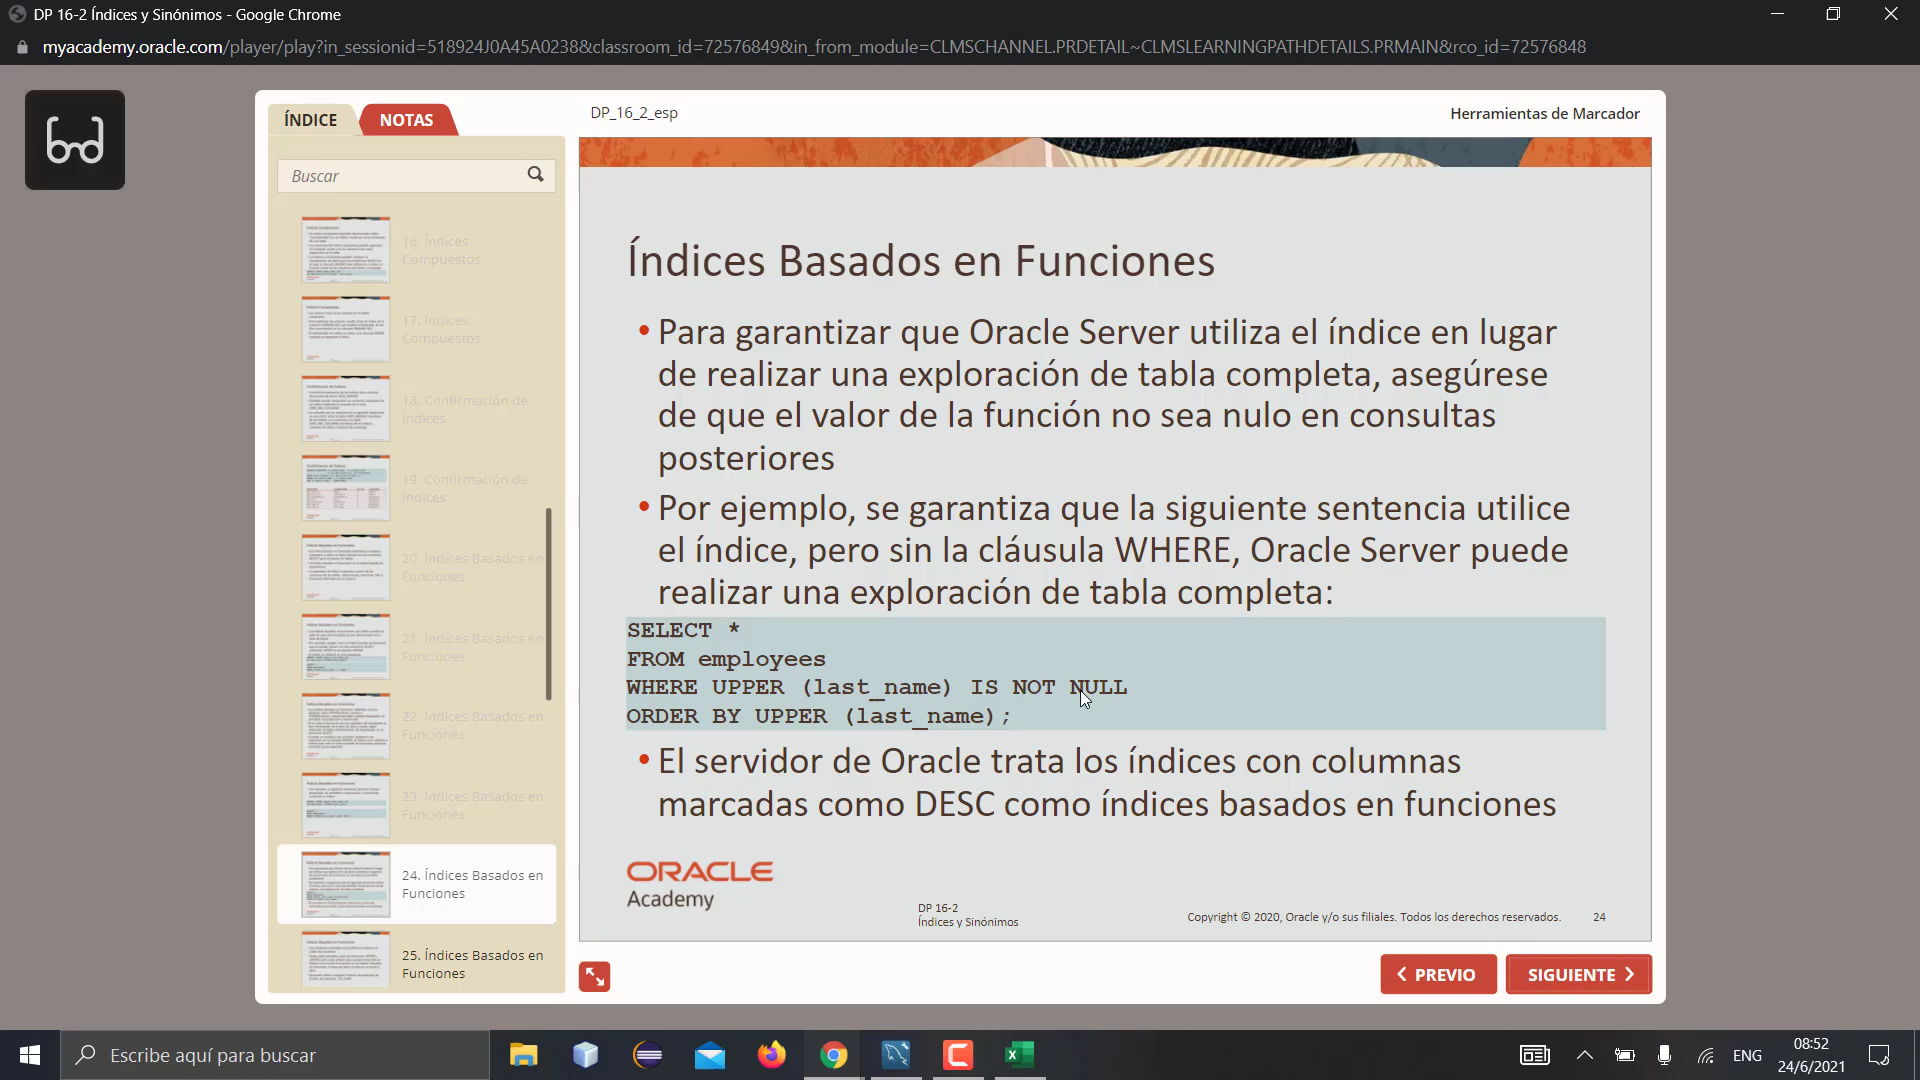 DP 16-2 Índices y Sinónimos - Google Chrome
myacademy.oracle.com/player/play?in_sessionid=518924J0A45A0238&classroom_id=72576849&in_from_module=CLMSCHANNEL.PRDETAIL~CLMSLEARNINGPATHDETAILS.PRMAIN&rco_id=72576848
ÍNDICE
NOTAS
DP_16_2_esp
Herramientas de Marcador
Buscar
16. Índices
Compuestos
17. Índices
Compuestos
18. Confirmación de
Índices
19. Confirmación de
Índices
20. Índices Basados en
Funciones
21. Índices Basados en
Funciones
22. Índices Basados en
Funciones
23. Índices Basados en
Funciones
24. Índices Basados en
Funciones
25. Índices Basados en
Funciones
Índices Basados en Funciones
• Para garantizar que Oracle Server utiliza el índice en lugar
de realizar una exploración de tabla completa, asegúrese
de que el valor de la función no sea nulo en consultas
posteriores
• Por ejemplo, se garantiza que la siguiente sentencia utilice
el índice, pero sin la cláusula WHERE, Oracle Server puede
realizar una exploración de tabla completa:
SELECT *
FROM employees
WHERE UPPER (last_name) IS NOT NULL
ORDER BY UPPER (last_name);
• El servidor de Oracle trata los índices con columnas
marcadas como DESC como índices basados en funciones
ORACLE
Academy
DP 16-2
Índices y Sinónimos
Copyright © 2020, Oracle y/o sus filiales. Todos los derechos reservados.
24
PREVIO
SIGUIENTE
Escribe aquí para buscar
ENG
08:52
24/6/2021